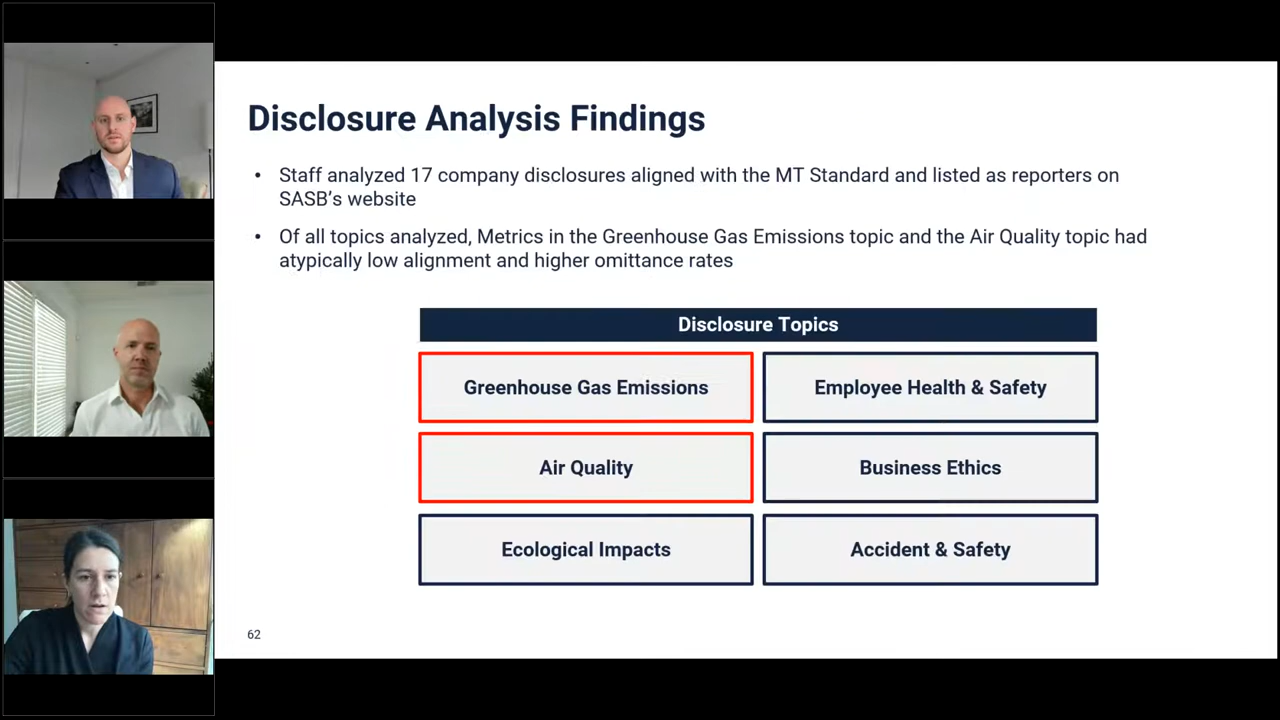 Disclosure Analysis Findings
• Staff analyzed 17 company disclosures aligned with the MT Standard and listed as reporters on
SASB’s website
• Of all topics analyzed, Metrics in the Greenhouse Gas Emissions topic and the Air Quality topic had
atypically low alignment and higher omittance rates
Disclosure Topics
Greenhouse Gas Emissions
Employee Health & Safety
Air Quality
Business Ethics
Ecological Impacts
Accident & Safety
62